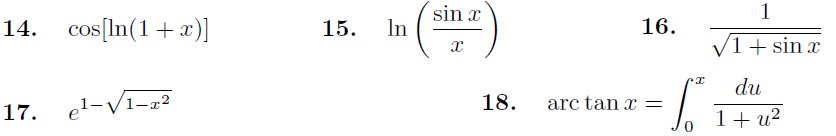 14. cos[ln(1 + x)] 15. ln(sin x / x) 16. 1 / √(1 + sin x)
17. e^{1−√(1−x²)} 18. arc tan x = ∫₀ˣ du / (1 + u²)